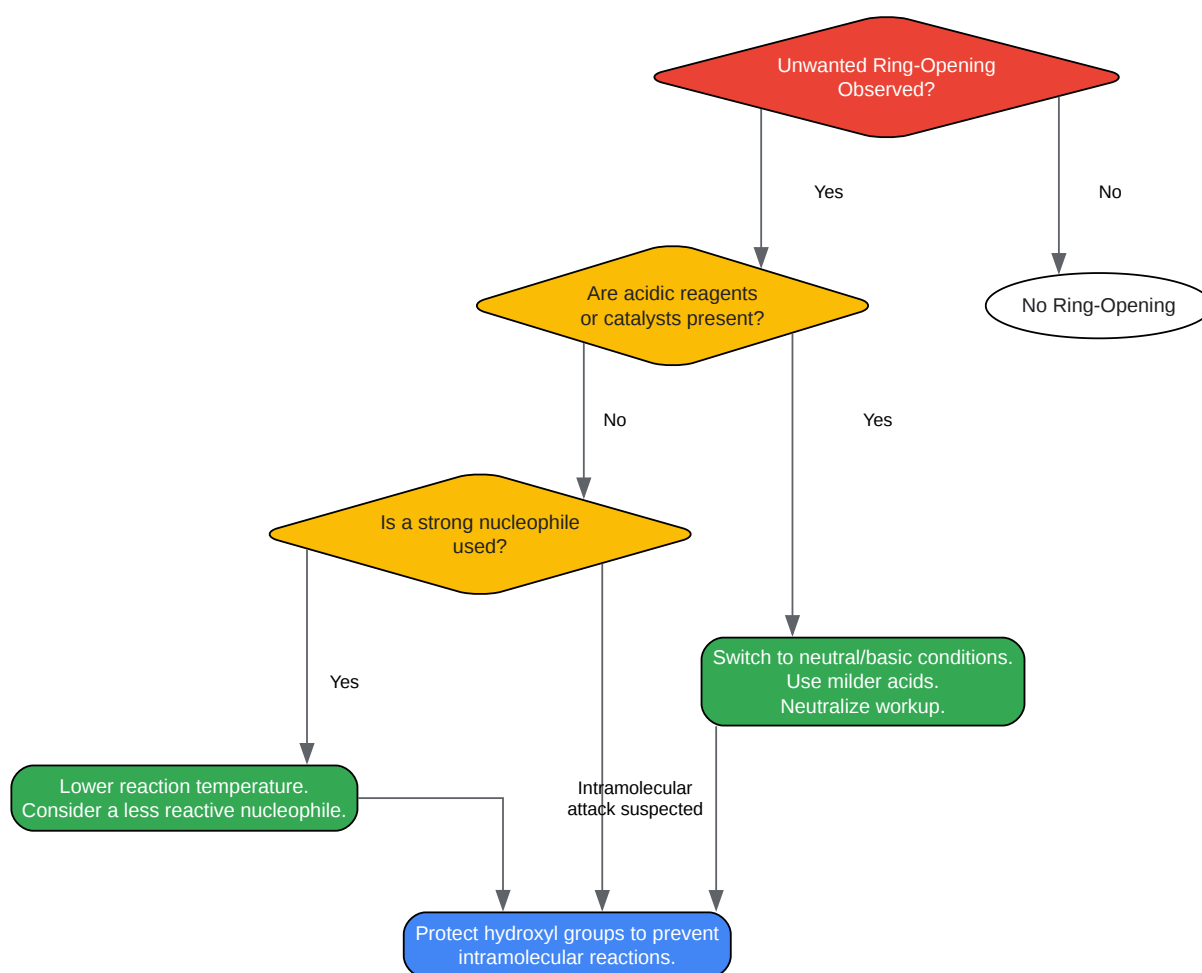 Unwanted Ring-Opening
Observed?
Yes
No
Are acidic reagents
or catalysts present?
No Ring-Opening
No
Yes
Is a strong nucleophile
used?
Switch to neutral/basic conditions.
Use milder acids.
Neutralize workup.
Yes
Lower reaction temperature.
Consider a less reactive nucleophile.
Intramolecular
attack suspected
Protect hydroxyl groups to prevent
intramolecular reactions.